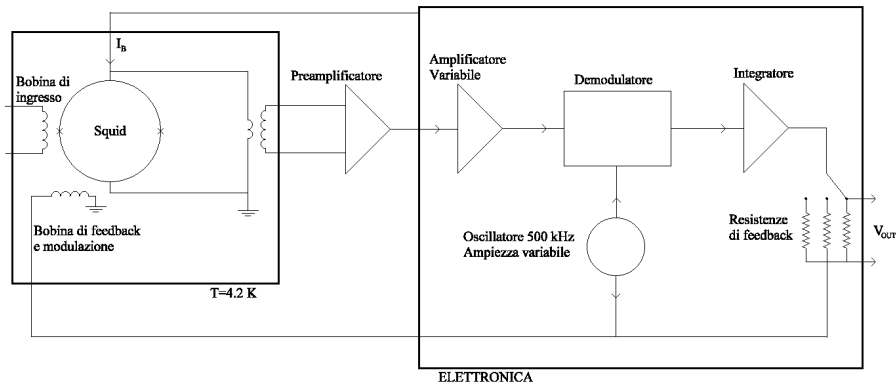 I_B
Bobina di
ingresso
Squid
Bobina di feedback
e modulazione
T=4.2 K
Preamplificatore
Amplificatore
Variabile
Demodulatore
Integratore
Oscillatore 500 kHz
Ampiezza variabile
Resistenze
di feedback
V_OUT
ELETTRONICA